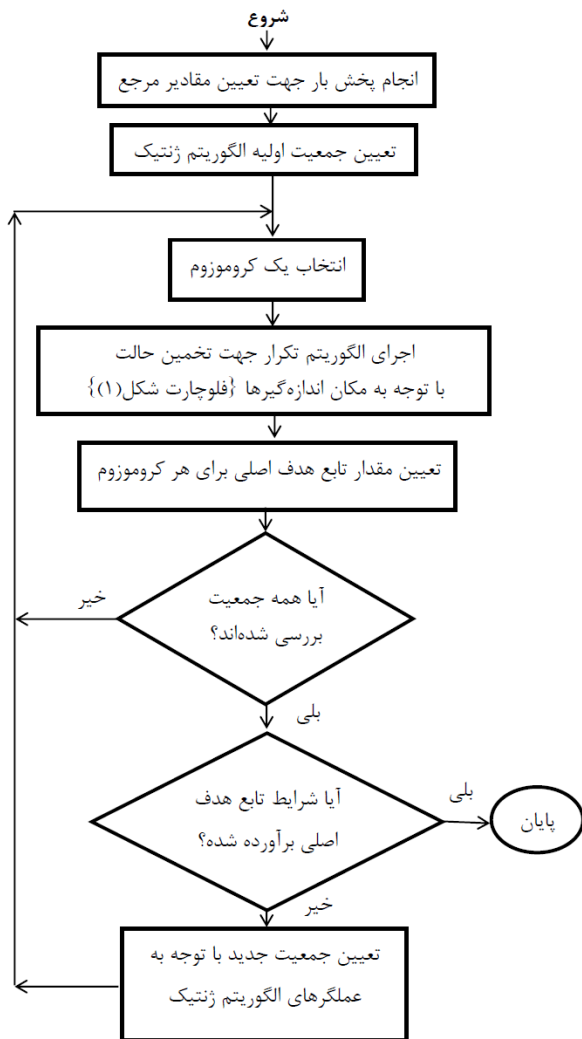 شروع
انجام پخش بار جهت تعیین مقادیر مرجع
تعیین جمعیت اولیه الگوریتم ژنتیک
انتخاب یک کروموزوم
اجرای الگوریتم تکرار جهت تخمین حالت
با توجه به مکان اندازه‌گیرها {فلوچارت شکل(۱)}
تعیین مقدار تابع هدف اصلی برای هر کروموزوم
آیا همه جمعیت
بررسی شده‌اند؟
خیر
بلی
آیا شرایط تابع هدف
اصلی برآورده شده؟
بلی
پایان
خیر
تعیین جمعیت جدید با توجه به
عملگرهای الگوریتم ژنتیک